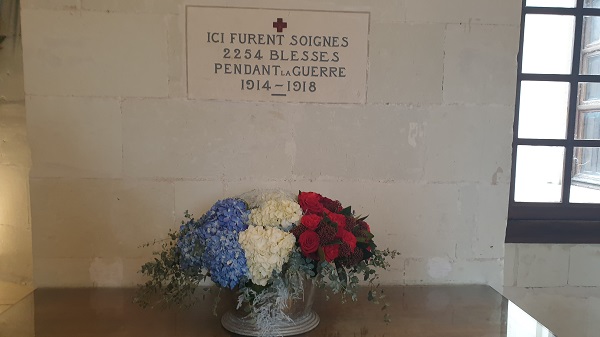 ICI FURENT SOIGNES
2254 BLESSES
PENDANT LA GUERRE
1914-1918